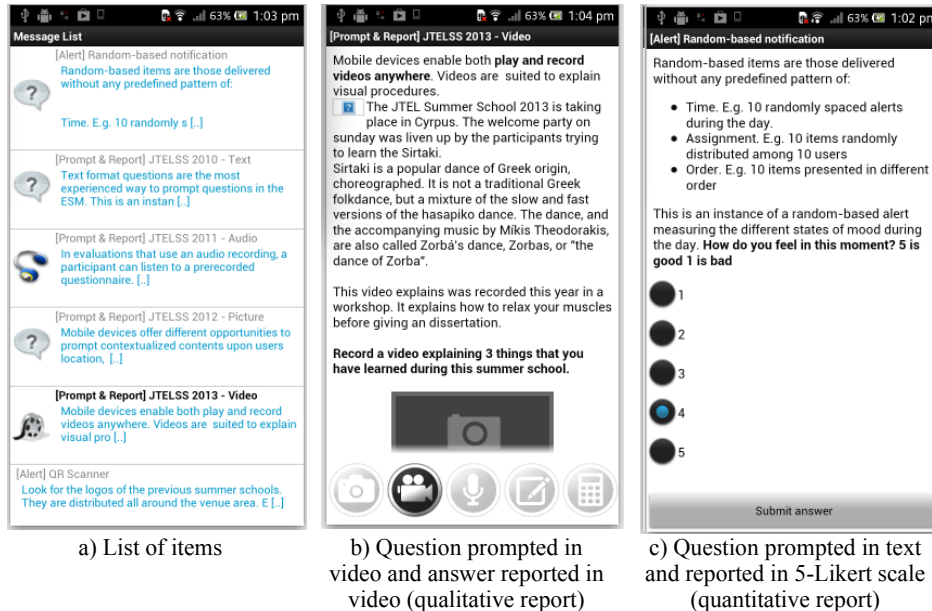 63% 1:03 pm
Message List
[Alert] Random-based notification
Random-based items are those delivered
without any predefined pattern of:
Time. E.g. 10 randomly s [..]
[Prompt & Report] JTELSS 2010 - Text
Text format questions are the most
experienced way to prompt questions in the
ESM. This is an instan [..]
[Prompt & Report] JTELSS 2011 - Audio
In evaluations that use an audio recording, a
participant can listen to a prerecorded
questionnaire. [..]
[Prompt & Report] JTELSS 2012 - Picture
Mobile devices offer different opportunities to
prompt contextualized contents upon users
location, [..]
[Prompt & Report] JTELSS 2013 - Video
Mobile devices enable both play and record
videos anywhere. Videos are suited to explain
visual pro [..]
[Alert] QR Scanner
Look for the logos of the previous summer schools.
They are distributed all around the venue area. E [..]
a) List of items
63% 1:04 pm
[Prompt & Report] JTELSS 2013 - Video
Mobile devices enable both play and record
videos anywhere. Videos are suited to explain
visual procedures.
The JTEL Summer School 2013 is taking
place in Cyrpus. The welcome party on
sunday was liven up by the participants trying
to learn the Sirtaki.
Sirtaki is a popular dance of Greek origin,
choreographed. It is not a traditional Greek
folkdance, but a mixture of the slow and fast
versions of the hasapiko dance. The dance, and
the accompanying music by Míkis Theodorakis,
are also called Zorbá's dance, Zorbas, or "the
dance of Zorba".
This video explains was recorded this year in a
workshop. It explains how to relax your muscles
before giving an dissertation.
Record a video explaining 3 things that you
have learned during this summer school.
b) Question prompted in
video and answer reported in
video (qualitative report)
63% 1:02 pm
[Alert] Random-based notification
Random-based items are those delivered
without any predefined pattern of:
• Time. E.g. 10 randomly spaced alerts
during the day.
• Assignment. E.g. 10 items randomly
distributed among 10 users
• Order. E.g. 10 items presented in different
order
This is an instance of a random-based alert
measuring the different states of mood during
the day. How do you feel in this moment? 5 is
good 1 is bad
1
2
3
4
5
Submit answer
c) Question prompted in text
and reported in 5-Likert scale
(quantitative report)